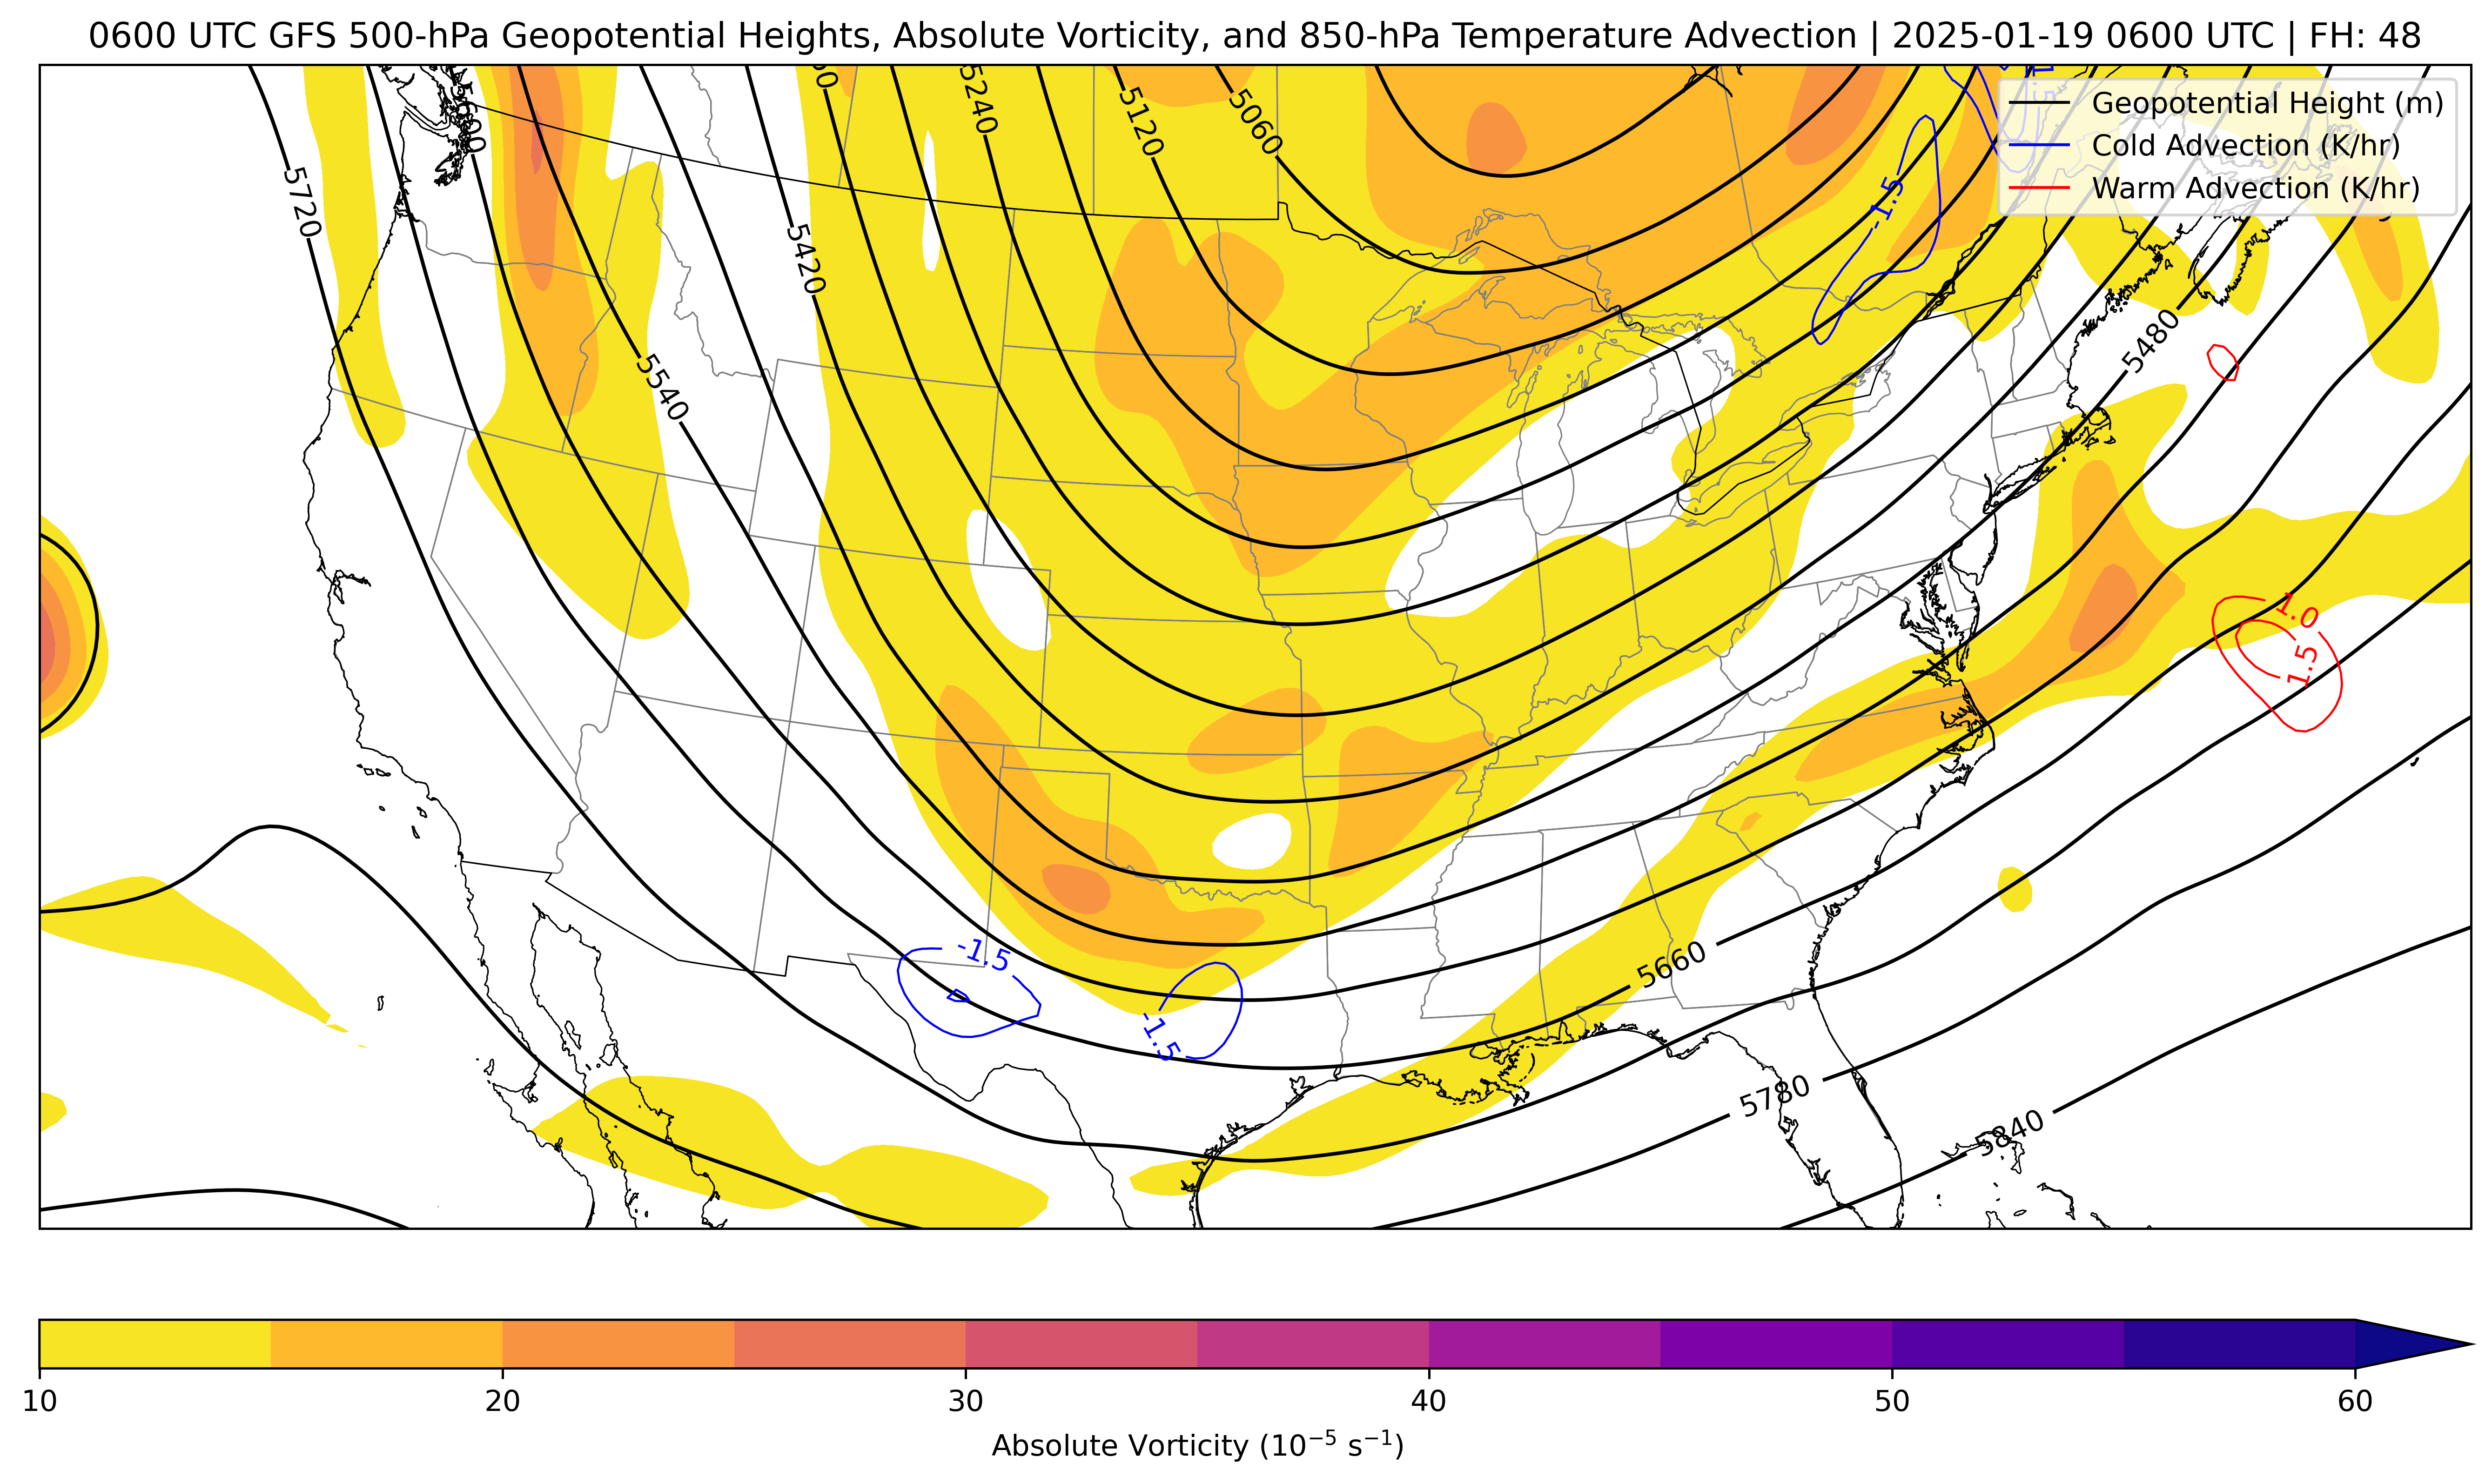 0600 UTC GFS 500-hPa Geopotential Heights, Absolute Vorticity, and 850-hPa Temperature Advection | 2025-01-19 0600 UTC | FH: 48
Geopotential Height (m)
Cold Advection (K/hr)
Warm Advection (K/hr)
5240
5120
5060
5720
5420
-1.5
5480
5540
1.0
1.5
-1.5
-1.5
5660
5780
5840
10 20 30 40 50 60
Absolute Vorticity (10⁻⁵ s⁻¹)